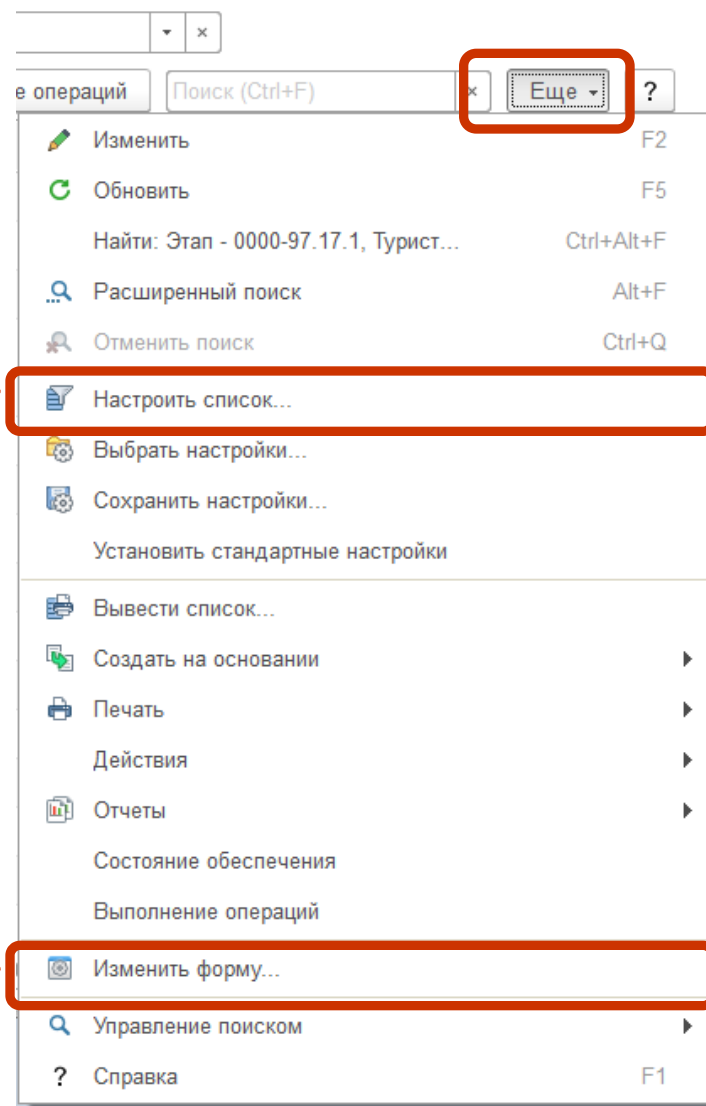 е операций Поиск (Ctrl+F) × Еще ?
Изменить F2
Обновить F5
Найти: Этап - 0000-97.17.1, Турист... Ctrl+Alt+F
Расширенный поиск Alt+F
Отменить поиск Ctrl+Q
Настроить список...
Выбрать настройки...
Сохранить настройки...
Установить стандартные настройки
Вывести список...
Создать на основании
Печать
Действия
Отчеты
Состояние обеспечения
Выполнение операций
Изменить форму...
Управление поиском
? Справка F1